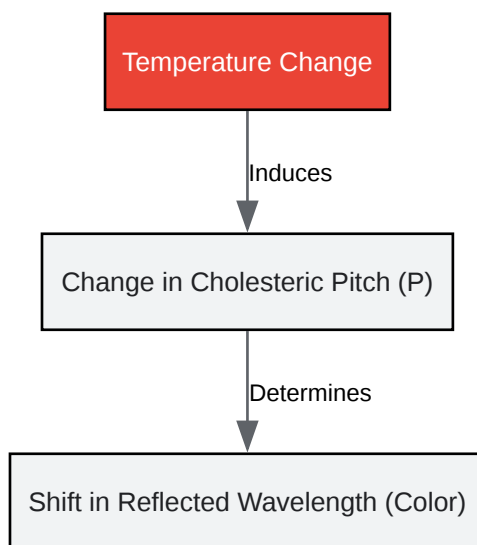 Temperature Change
Induces
Change in Cholesteric Pitch (P)
Determines
Shift in Reflected Wavelength (Color)